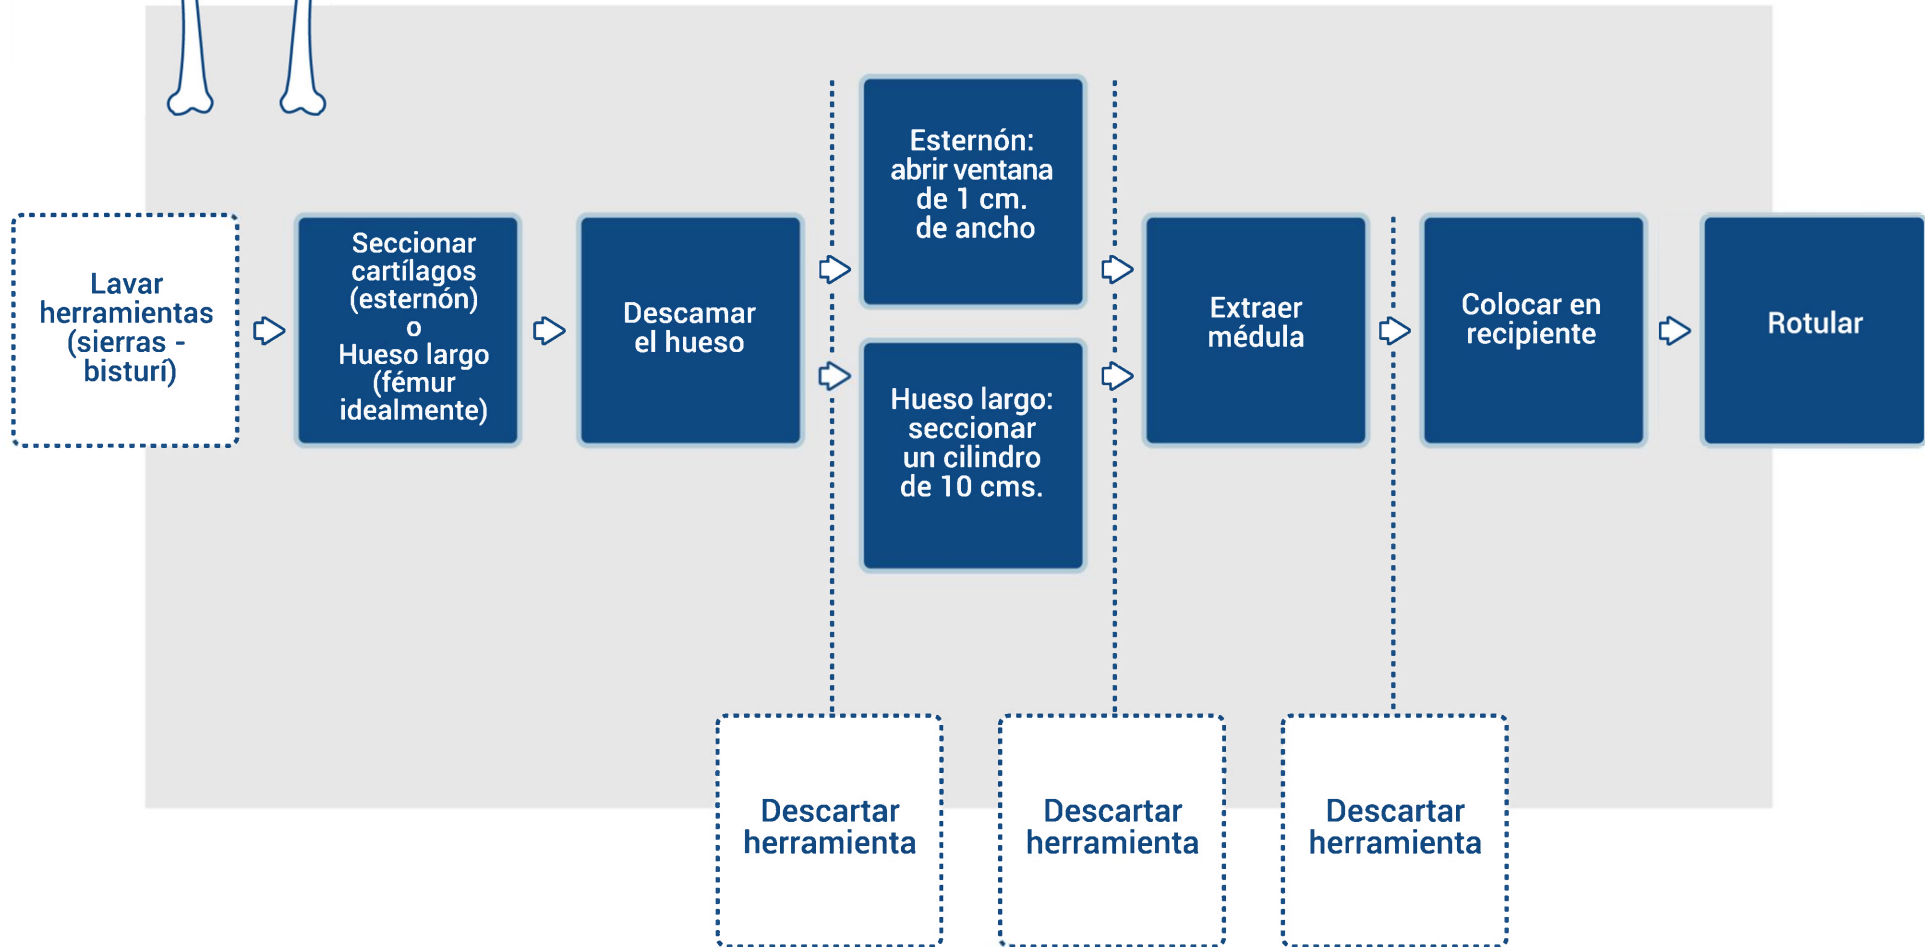 Lavar
herramientas
(sierras -
bisturí)
Seccionar
cartílagos
(esternón)
o
Hueso largo
(fémur
idealmente)
Descamar
el hueso
Esternón:
abrir ventana
de 1 cm.
de ancho
Hueso largo:
seccionar
un cilindro
de 10 cms.
Extraer
médula
Colocar en
recipiente
Rotular
Descartar
herramienta
Descartar
herramienta
Descartar
herramienta